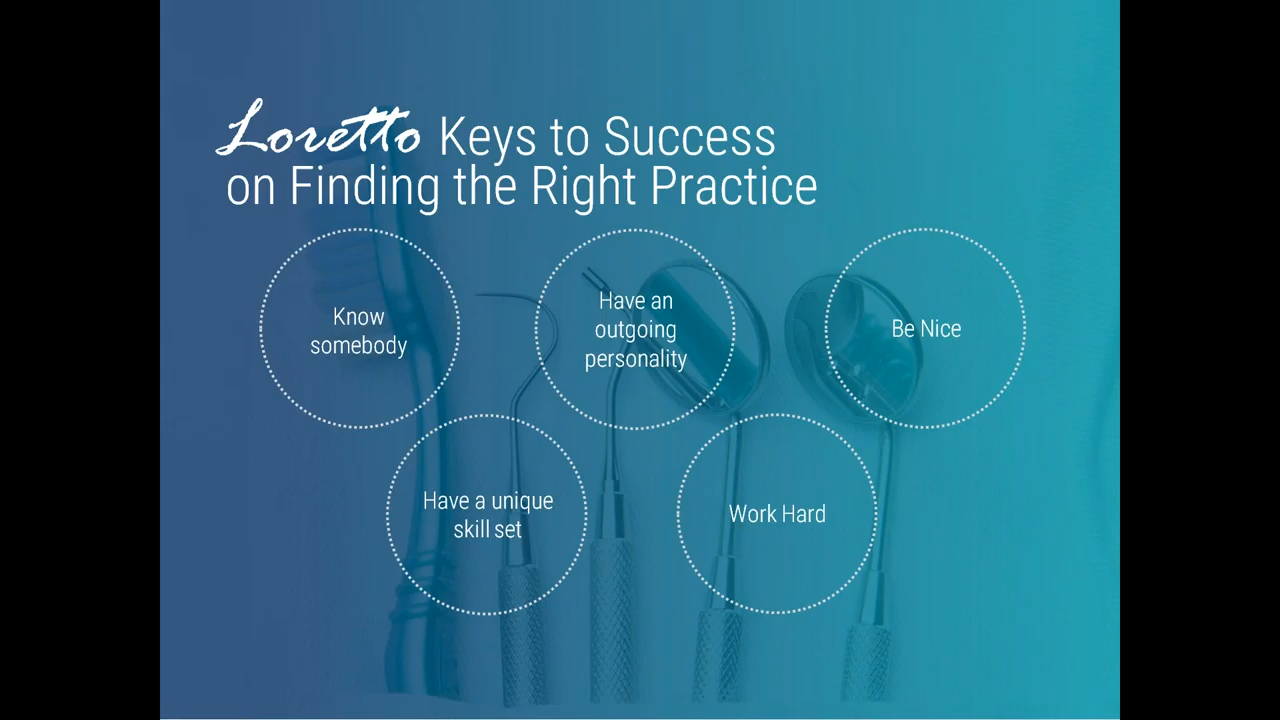 Loretto Keys to Success
on Finding the Right Practice
Know
somebody
Have an
outgoing
personality
Be Nice
Have a unique
skill set
Work Hard